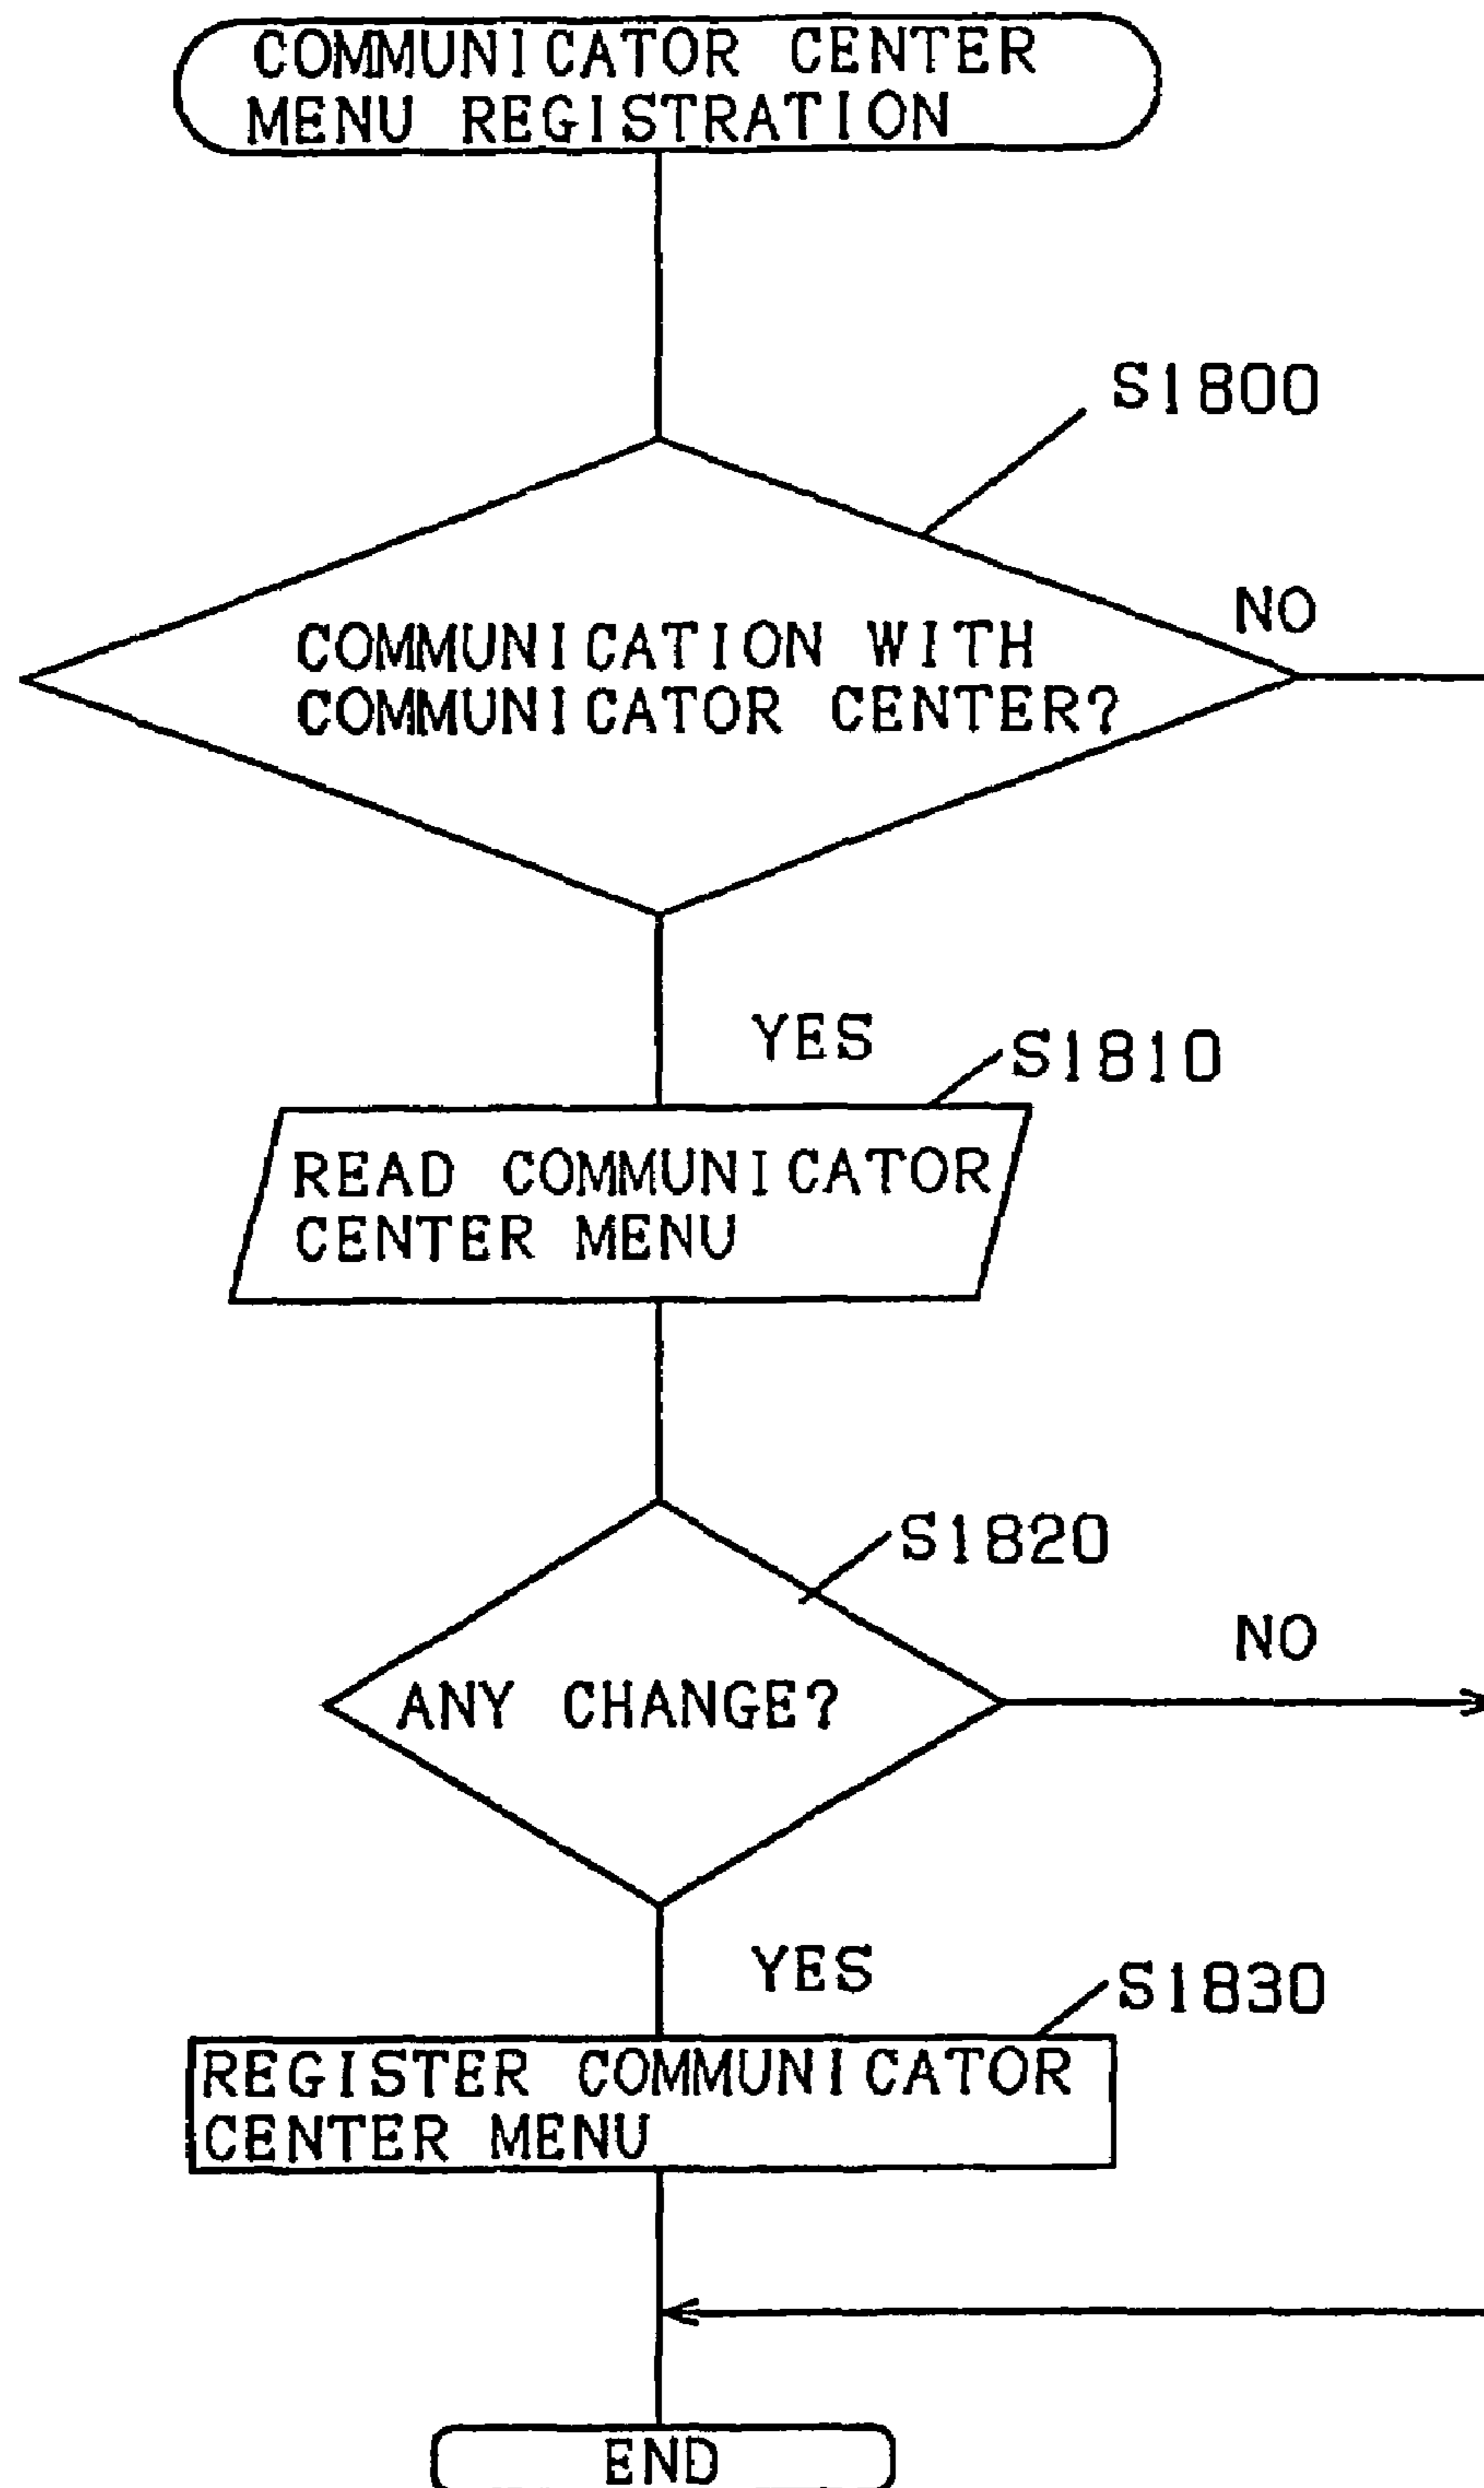 COMMUNICATOR CENTER
MENU REGISTRATION
S1800
NO
COMMUNICATION WITH
COMMUNICATOR CENTER?
YES
S1810
READ COMMUNICATOR
CENTER MENU
S1820
NO
ANY CHANGE?
YES
S1830
REGISTER COMMUNICATOR
CENTER MENU
END